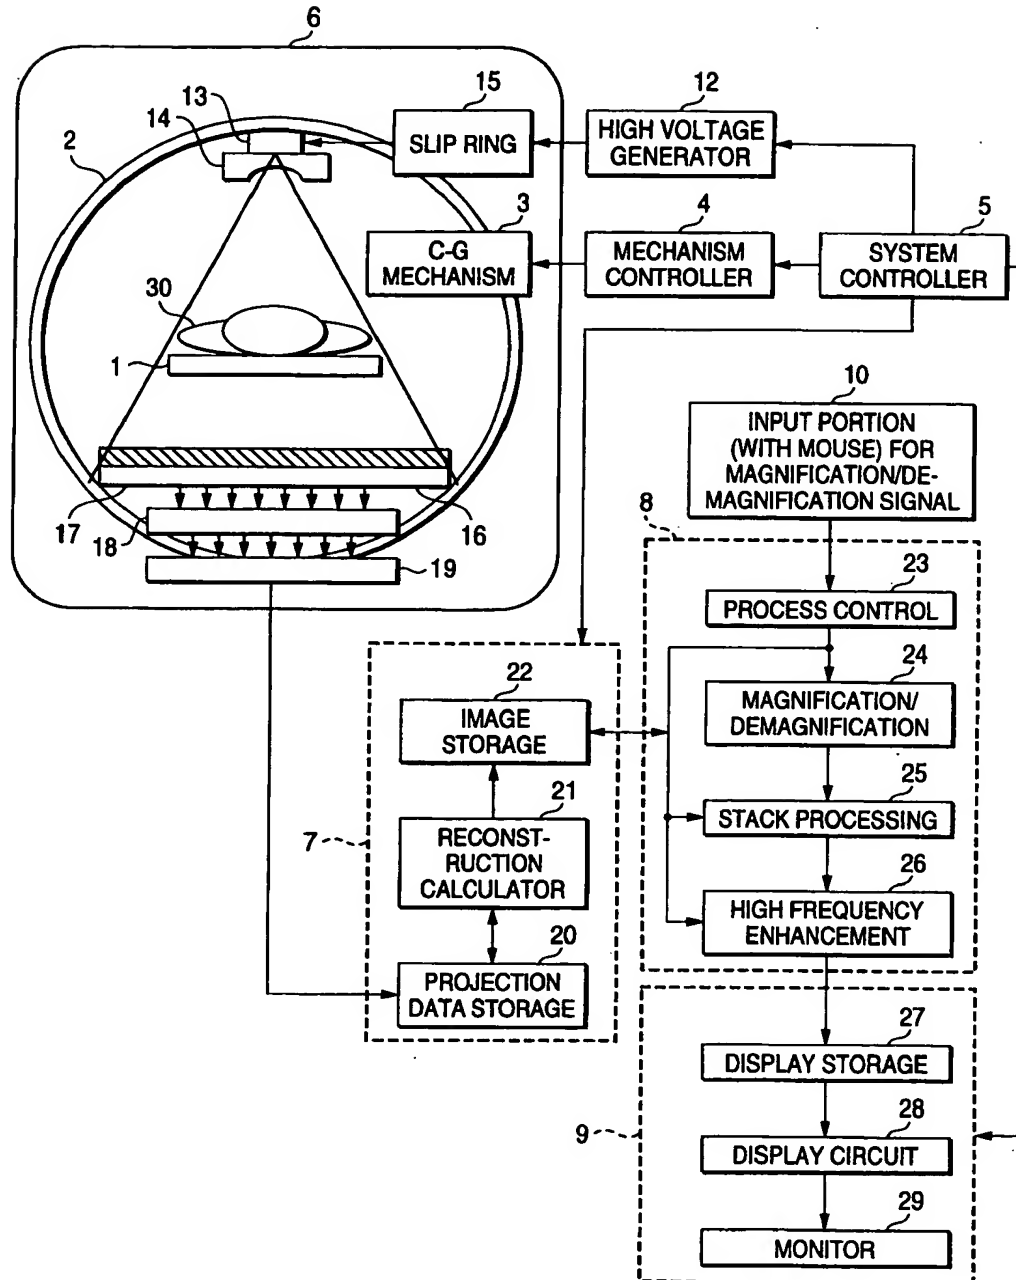 6
13
14
2
15
SLIP RING
12
HIGH VOLTAGE
GENERATOR
3
C-G
MECHANISM
4
MECHANISM
CONTROLLER
5
SYSTEM
CONTROLLER
30
1
17
18
16
19
10
INPUT PORTION
(WITH MOUSE) FOR
MAGNIFICATION/DE-
MAGNIFICATION SIGNAL
8
23
PROCESS CONTROL
24
MAGNIFICATION/
DEMAGNIFICATION
25
STACK PROCESSING
26
HIGH FREQUENCY
ENHANCEMENT
7
22
IMAGE
STORAGE
21
RECONST-
RUCTION
CALCULATOR
20
PROJECTION
DATA STORAGE
9
27
DISPLAY STORAGE
28
DISPLAY CIRCUIT
29
MONITOR